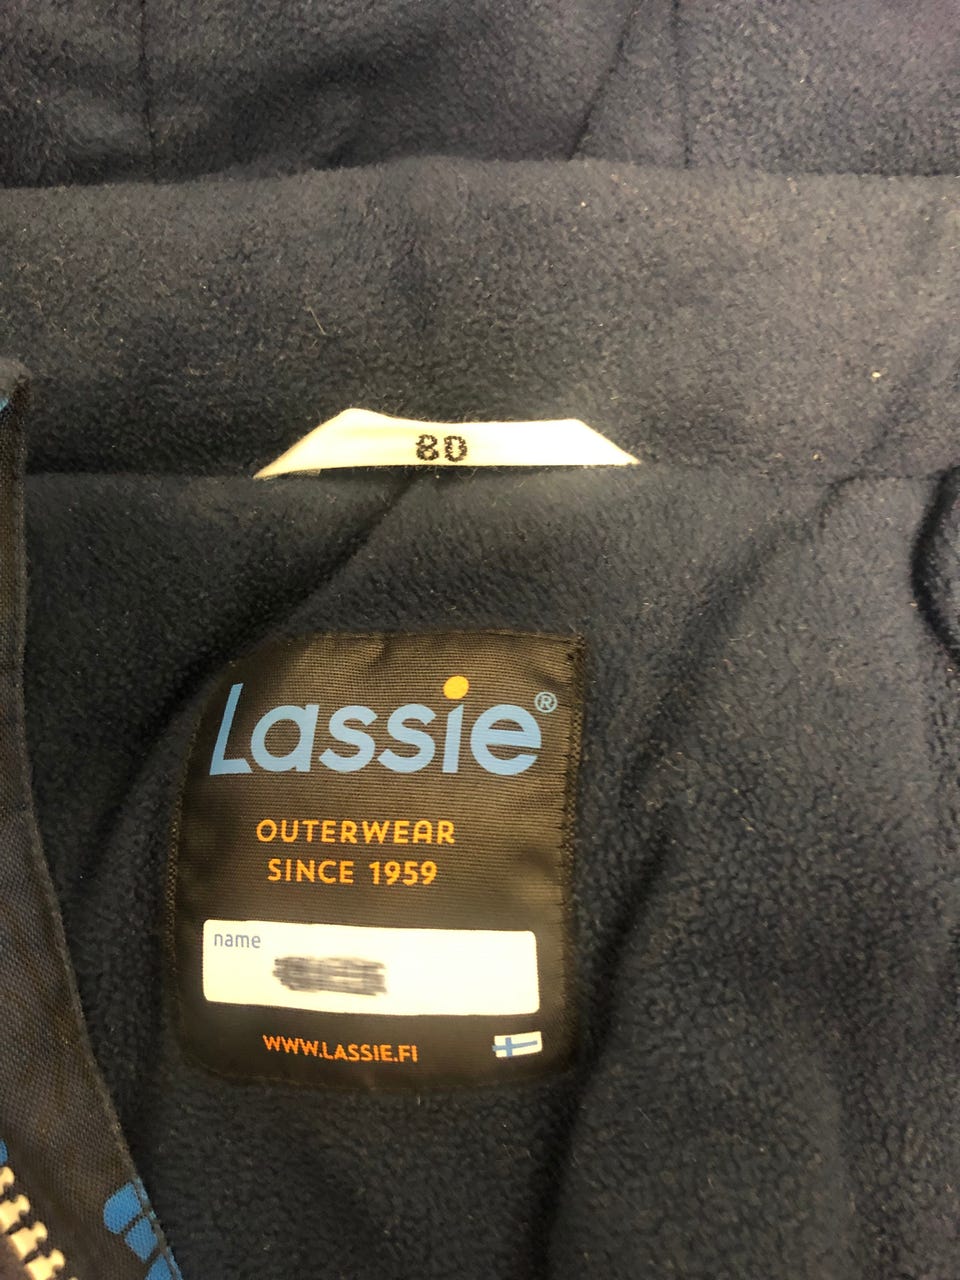 80
Lassie®
OUTERWEAR
SINCE 1959
name
WWW.LASSIE.FI